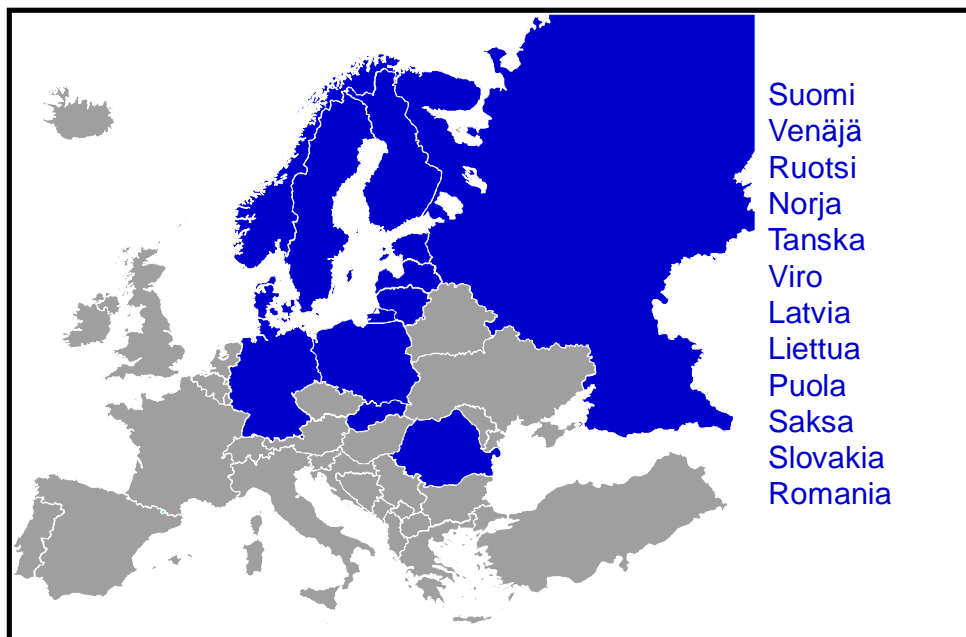 Suomi
Venäjä
Ruotsi
Norja
Tanska
Viro
Latvia
Liettua
Puola
Saksa
Slovakia
Romania